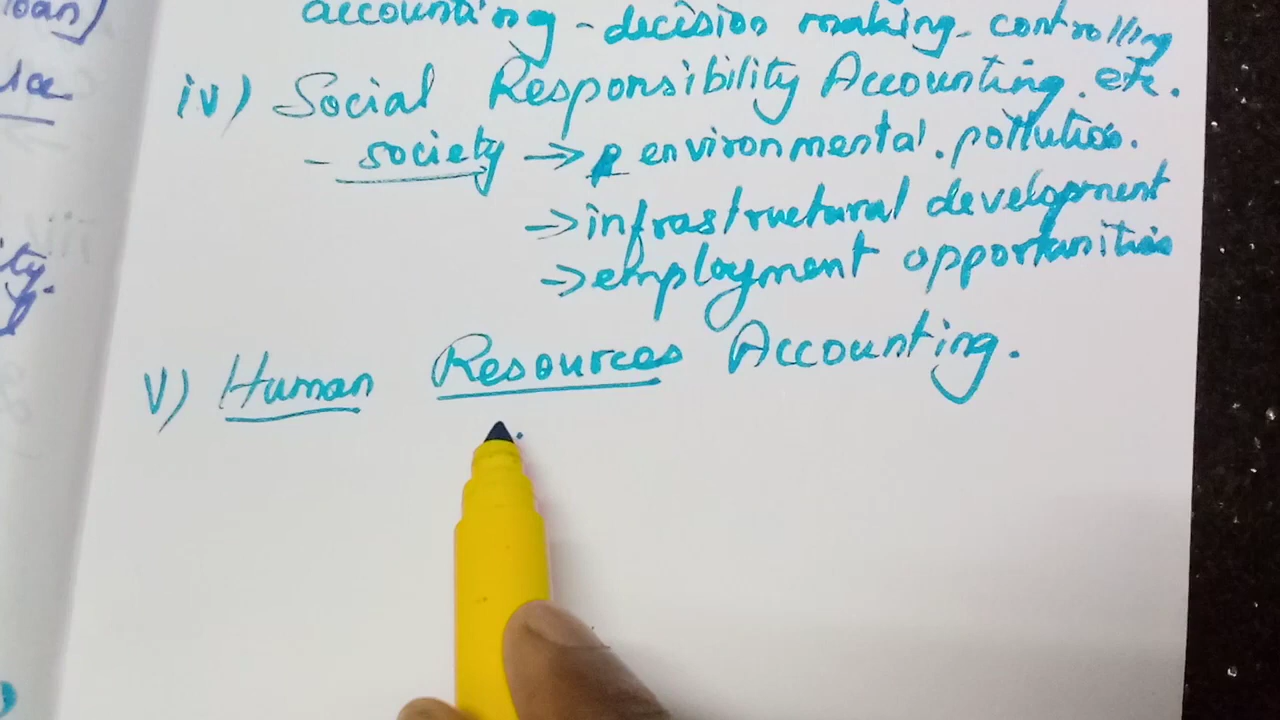 loan)
accounting - decision making - controlling
iv) Social Responsibility Accounting. etc.
- society → environmental. pollution.
→ infrastructural development
→ employment opportunities
v) Human Resources Accounting.